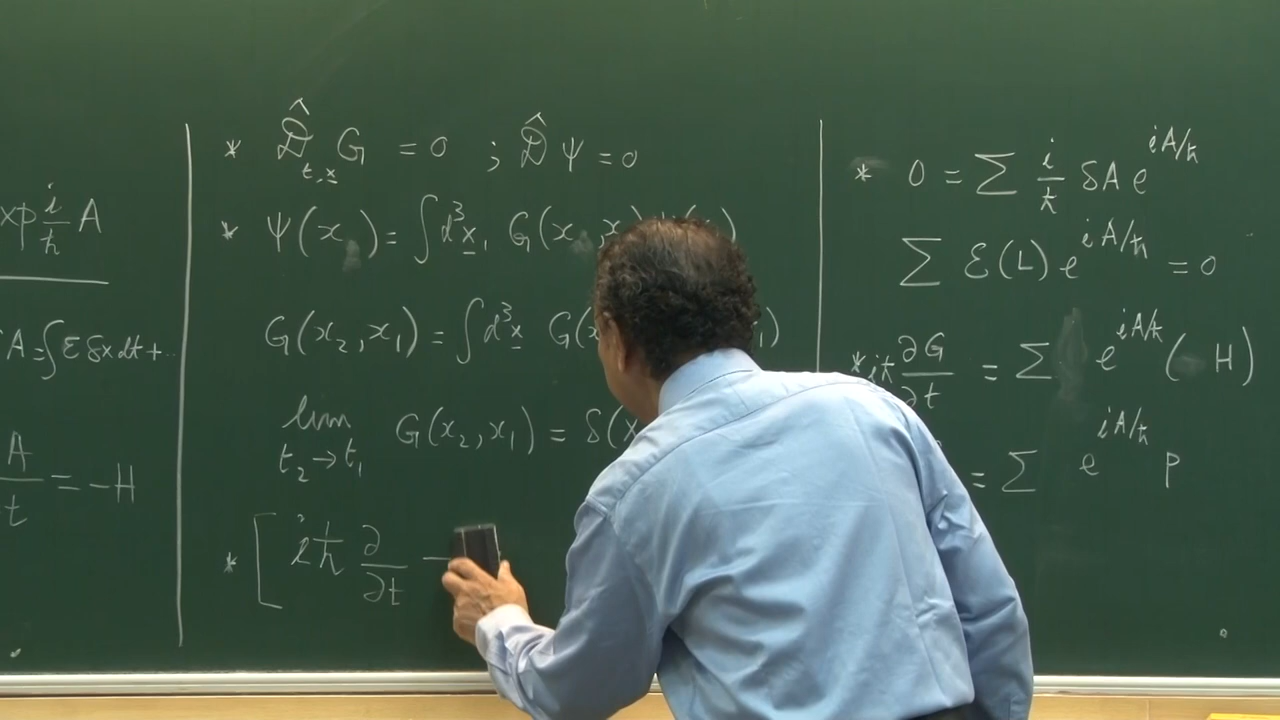 xp i/ħ A
A = ∫ε δx dt + ..
A/t = -H
* 𝒟̂_{t,x} G = 0 ; 𝒟̂ ψ = 0
* ψ(x ) = ∫d³x₁ G(x , x
G(x₂, x₁) = ∫d³x G(x )
lim t₂→t₁ G(x₂, x₁) = δ(x
* [ iħ ∂/∂t —
* 0 = Σ i/ħ δA e^{iA/ħ}
Σ ε(L) e^{iA/ħ} = 0
* iħ ∂G/∂t = Σ e^{iA/ħ} ( H)
= Σ e^{iA/ħ} p